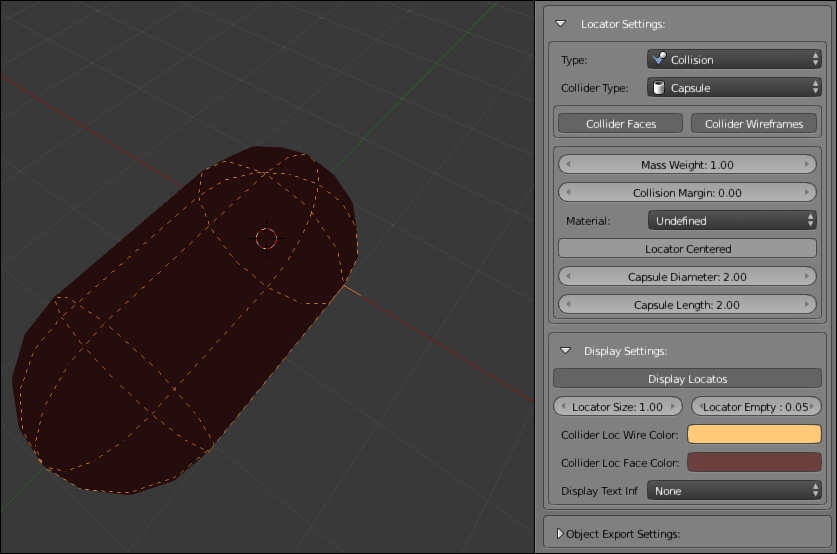 Locator Settings:
Type: Collision
Collider Type: Capsule
Collider Faces Collider Wireframes
Mass Weight: 1.00
Collision Margin: 0.00
Material: Undefined
Locator Centered
Capsule Diameter: 2.00
Capsule Length: 2.00
Display Settings:
Display Locatos
Locator Size: 1.00 Locator Empty : 0.05
Collider Loc Wire Color:
Collider Loc Face Color:
Display Text Inf None
Object Export Settings: